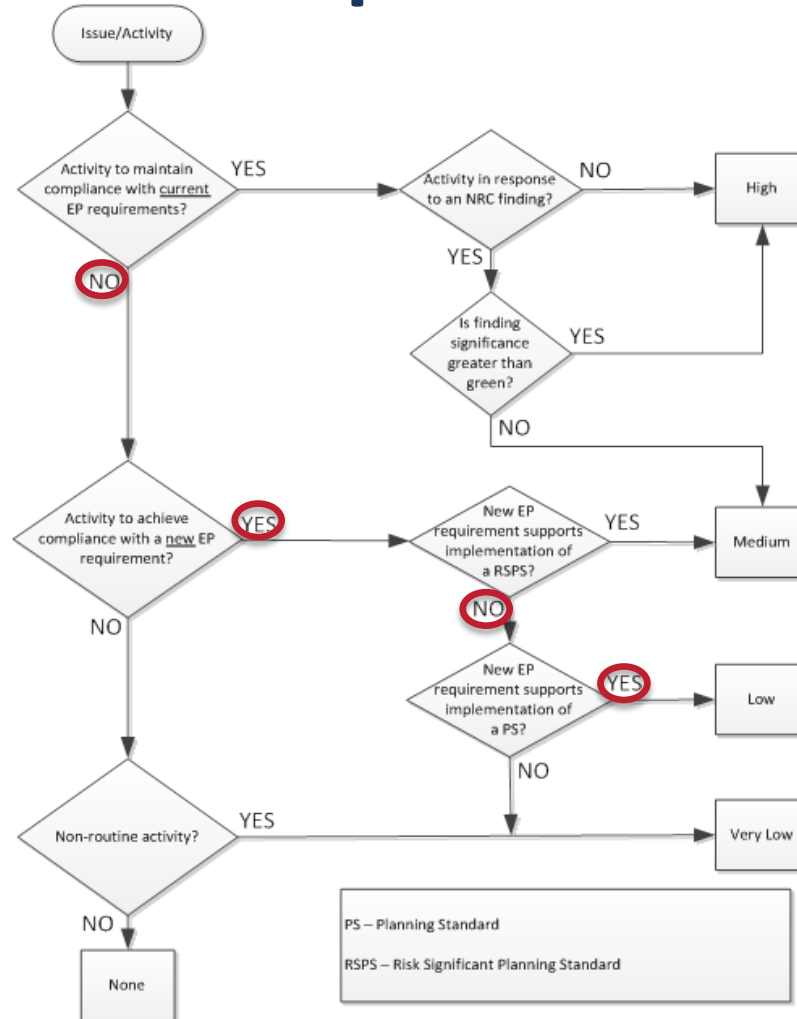 Issue/Activity
Activity to maintain
compliance with current
EP requirements?
YES
Activity in response
to an NRC finding?
NO
High
NO
YES
Is finding
significance
greater than
green?
YES
NO
Activity to achieve
compliance with a new EP
requirement?
YES
New EP
requirement supports
implementation of
a RSPS?
YES
Medium
NO
NO
New EP
requirement supports
implementation of
a PS?
YES
Low
NO
Non-routine activity?
YES
Very Low
NO
None
PS – Planning Standard
RSPS – Risk Significant Planning Standard